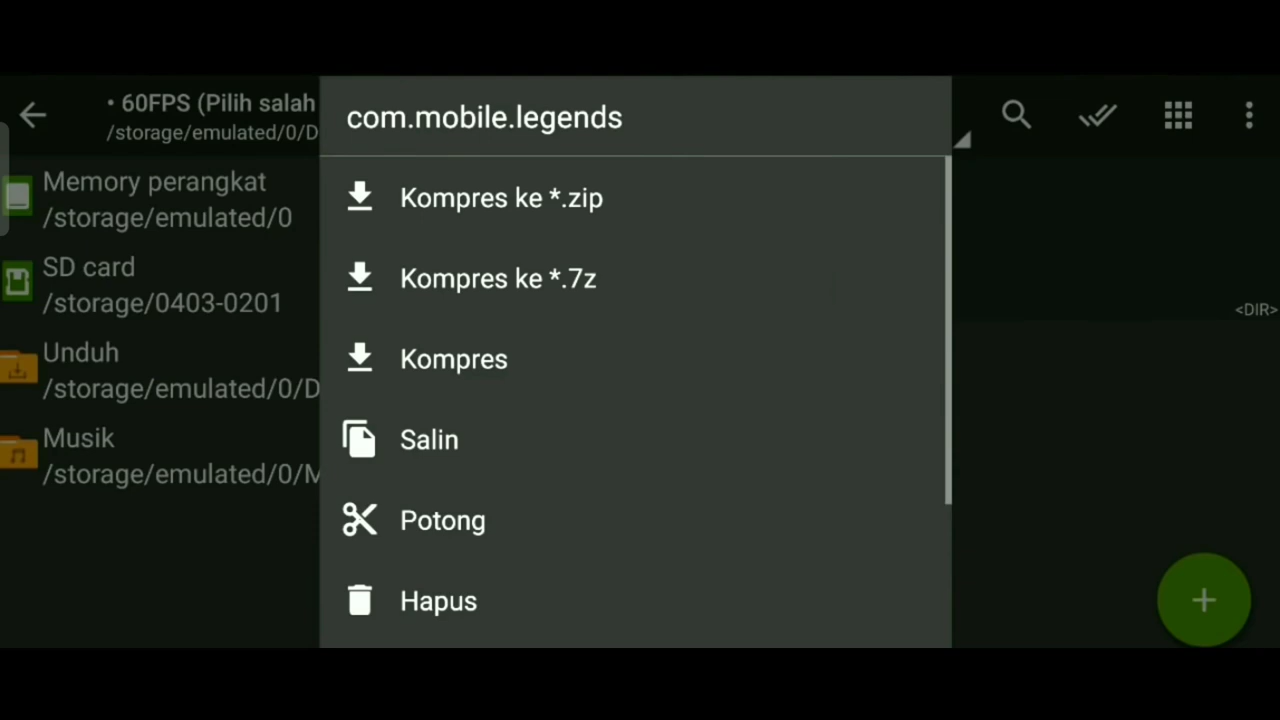 • 60FPS (Pilih salah
/storage/emulated/0/D
Memory perangkat
/storage/emulated/0
SD card
/storage/0403-0201
Unduh
/storage/emulated/0/D
Musik
/storage/emulated/0/M
com.mobile.legends
Kompres ke *.zip
Kompres ke *.7z
Kompres
Salin
Potong
Hapus
<DIR>